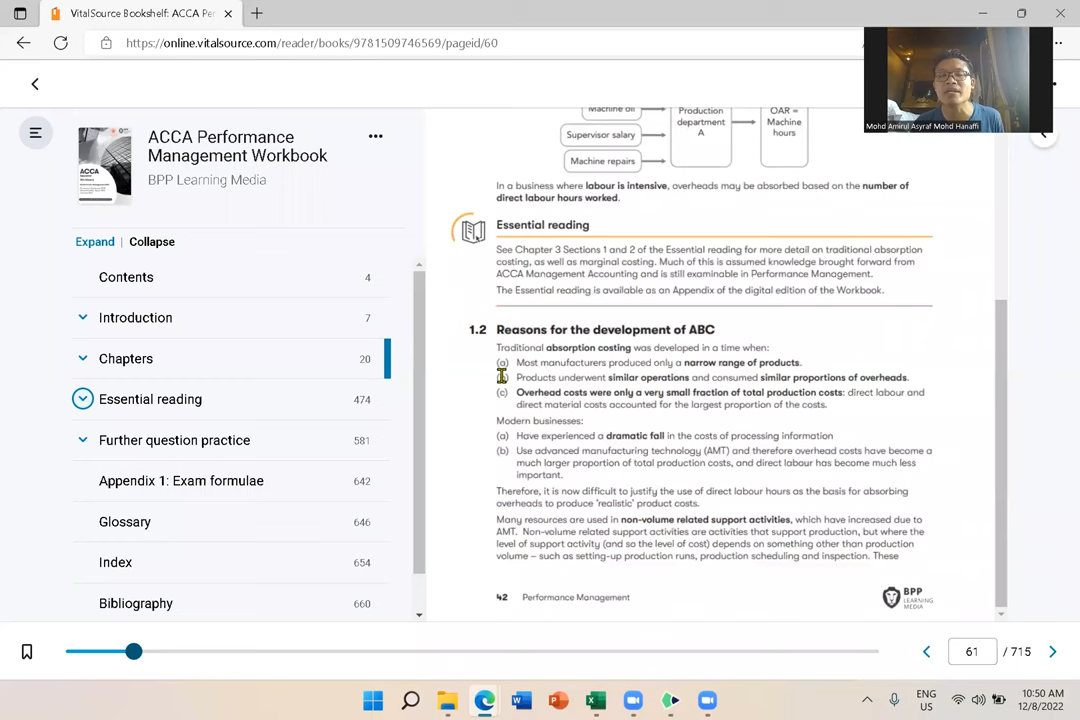 VitalSource Bookshelf: ACCA Per
https://online.vitalsource.com/reader/books/9781509746569/pageid/60
Mohd Amirul Asyraf Mohd Hanaffi
ACCA Performance
Management Workbook
BPP Learning Media
Expand | Collapse
Contents 4
Introduction 7
Chapters 20
Essential reading 474
Further question practice 581
Appendix 1: Exam formulae 642
Glossary 646
Index 654
Bibliography 660
Machine oil
Supervisor salary
Machine repairs
Production
department
A
OAR =
Machine
hours
In a business where labour is intensive, overheads may be absorbed based on the number of
direct labour hours worked.
Essential reading
See Chapter 3 Sections 1 and 2 of the Essential reading for more detail on traditional absorption
costing, as well as marginal costing. Much of this is assumed knowledge brought forward from
ACCA Management Accounting and is still examinable in Performance Management.
The Essential reading is available as an Appendix of the digital edition of the Workbook.
1.2 Reasons for the development of ABC
Traditional absorption costing was developed in a time when:
(a) Most manufacturers produced only a narrow range of products.
Products underwent similar operations and consumed similar proportions of overheads.
(c) Overhead costs were only a very small fraction of total production costs: direct labour and
direct material costs accounted for the largest proportion of the costs.
Modern businesses:
(a) Have experienced a dramatic fall in the costs of processing information
(b) Use advanced manufacturing technology (AMT) and therefore overhead costs have become a
much larger proportion of total production costs, and direct labour has become much less
important.
Therefore, it is now difficult to justify the use of direct labour hours as the basis for absorbing
overheads to produce 'realistic' product costs.
Many resources are used in non-volume related support activities, which have increased due to
AMT. Non-volume related support activities are activities that support production, but where the
level of support activity (and so the level of cost) depends on something other than production
volume – such as setting-up production runs, production scheduling and inspection. These
42 Performance Management
BPP
LEARNING
MEDIA
61 / 715
ENG
US
10:50 AM
12/8/2022